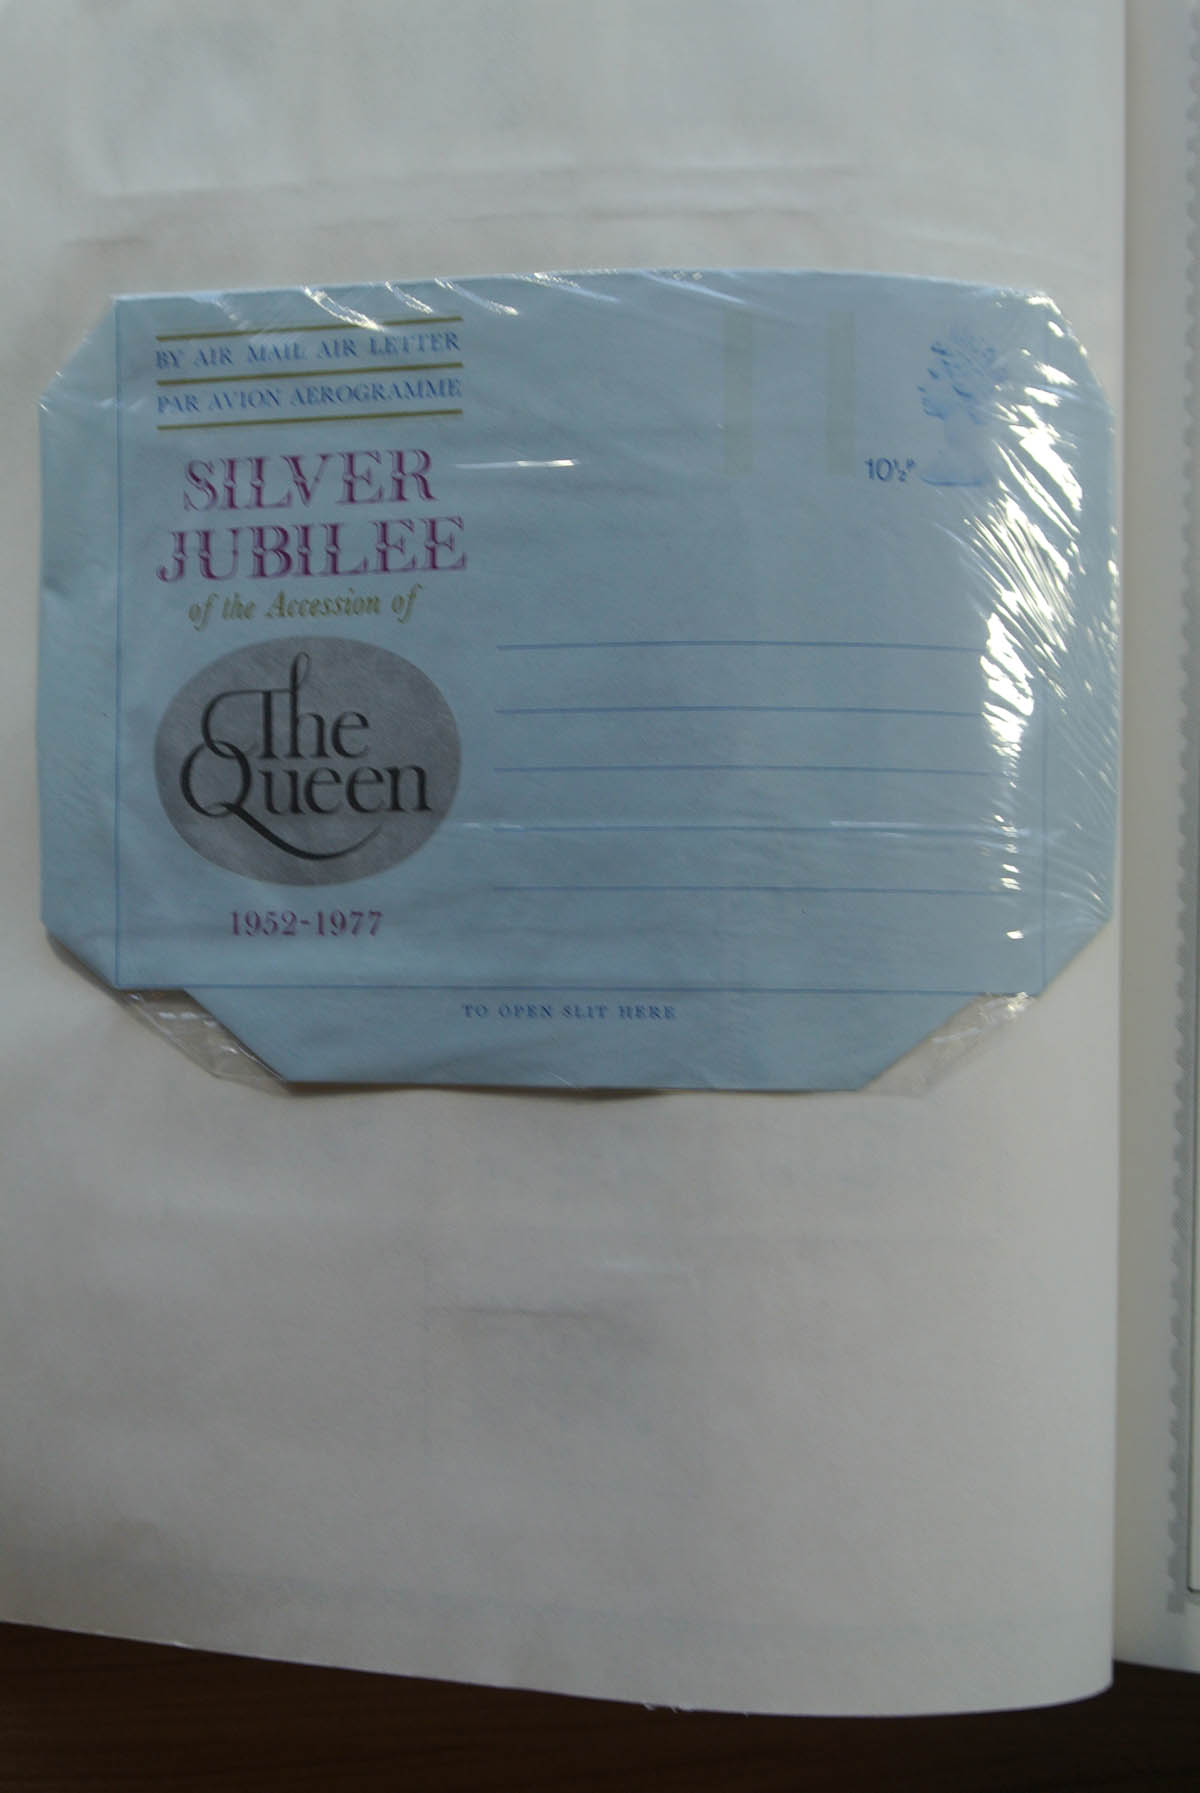 BY AIR MAIL AIR LETTER
PAR AVION AEROGRAMME
10½P
SILVER
JUBILEE
of the Accession of
The
Queen
1952-1977
TO OPEN SLIT HERE